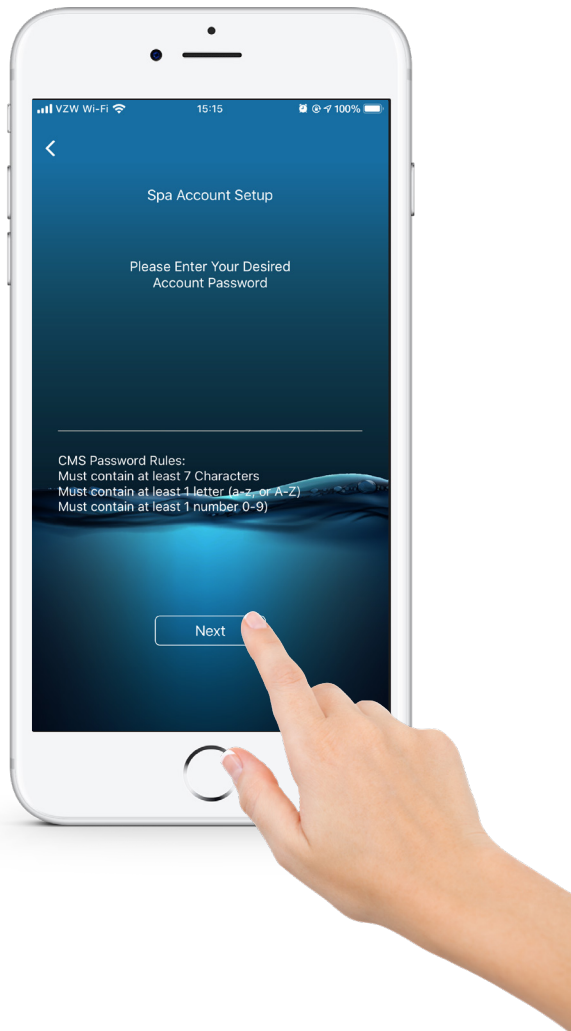 VZW Wi-Fi 15:15 100%
Spa Account Setup
Please Enter Your Desired
Account Password
CMS Password Rules:
Must contain at least 7 Characters
Must contain at least 1 letter (a-z, or A-Z)
Must contain at least 1 number 0-9)
Next